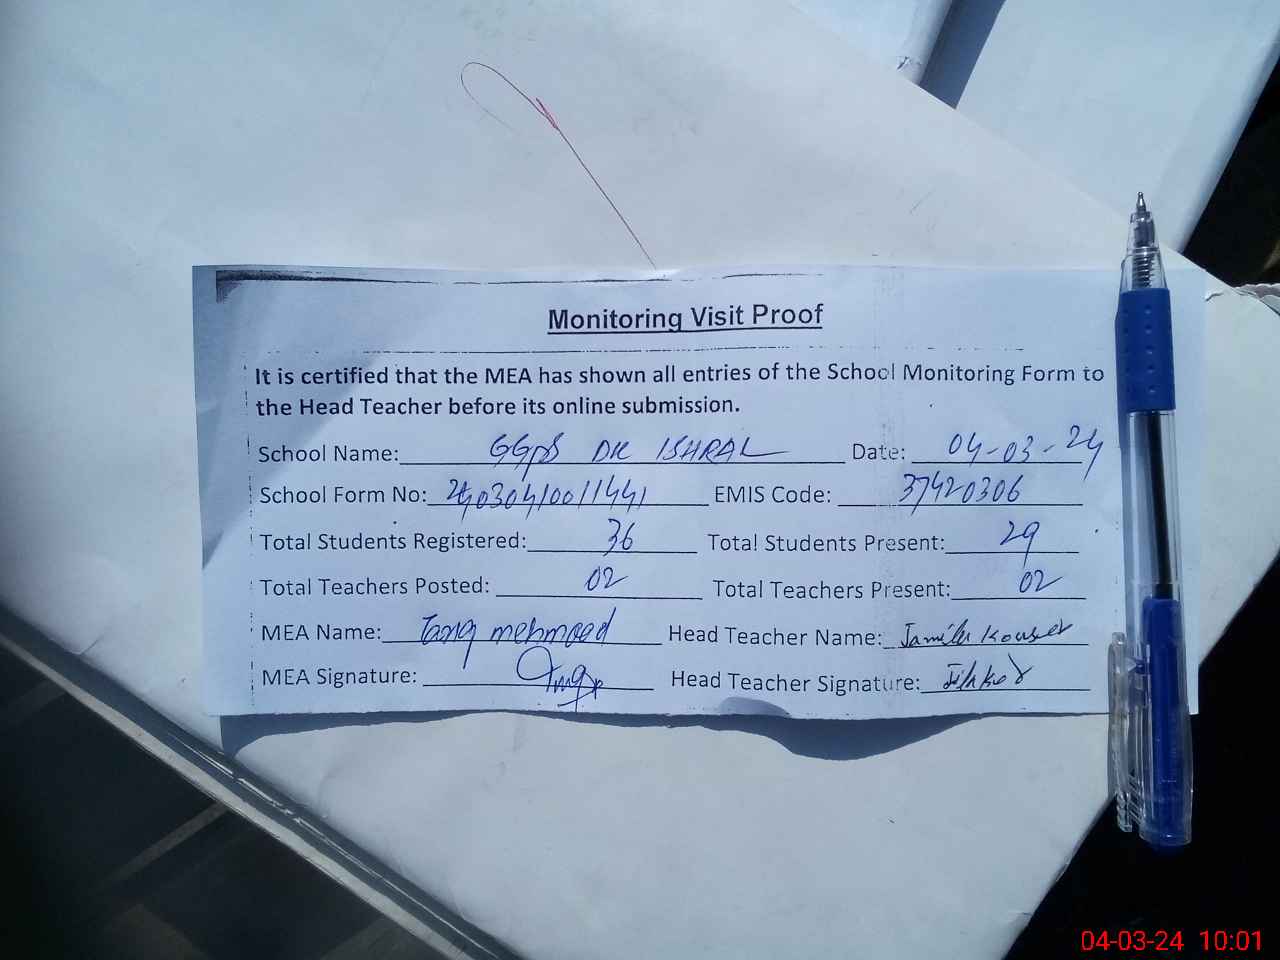 Monitoring Visit Proof
It is certified that the MEA has shown all entries of the School Monitoring Form to
the Head Teacher before its online submission.
School Name: GGPS DK ISHRAL Date: 04-03-24
School Form No: EMIS Code: 37420306
Total Students Registered: 36 Total Students Present: 29
Total Teachers Posted: 02 Total Teachers Present: 02
MEA Name: Tariq mehmood Head Teacher Name: Jamila Kouser
MEA Signature: Head Teacher Signature:
04-03-24 10:01